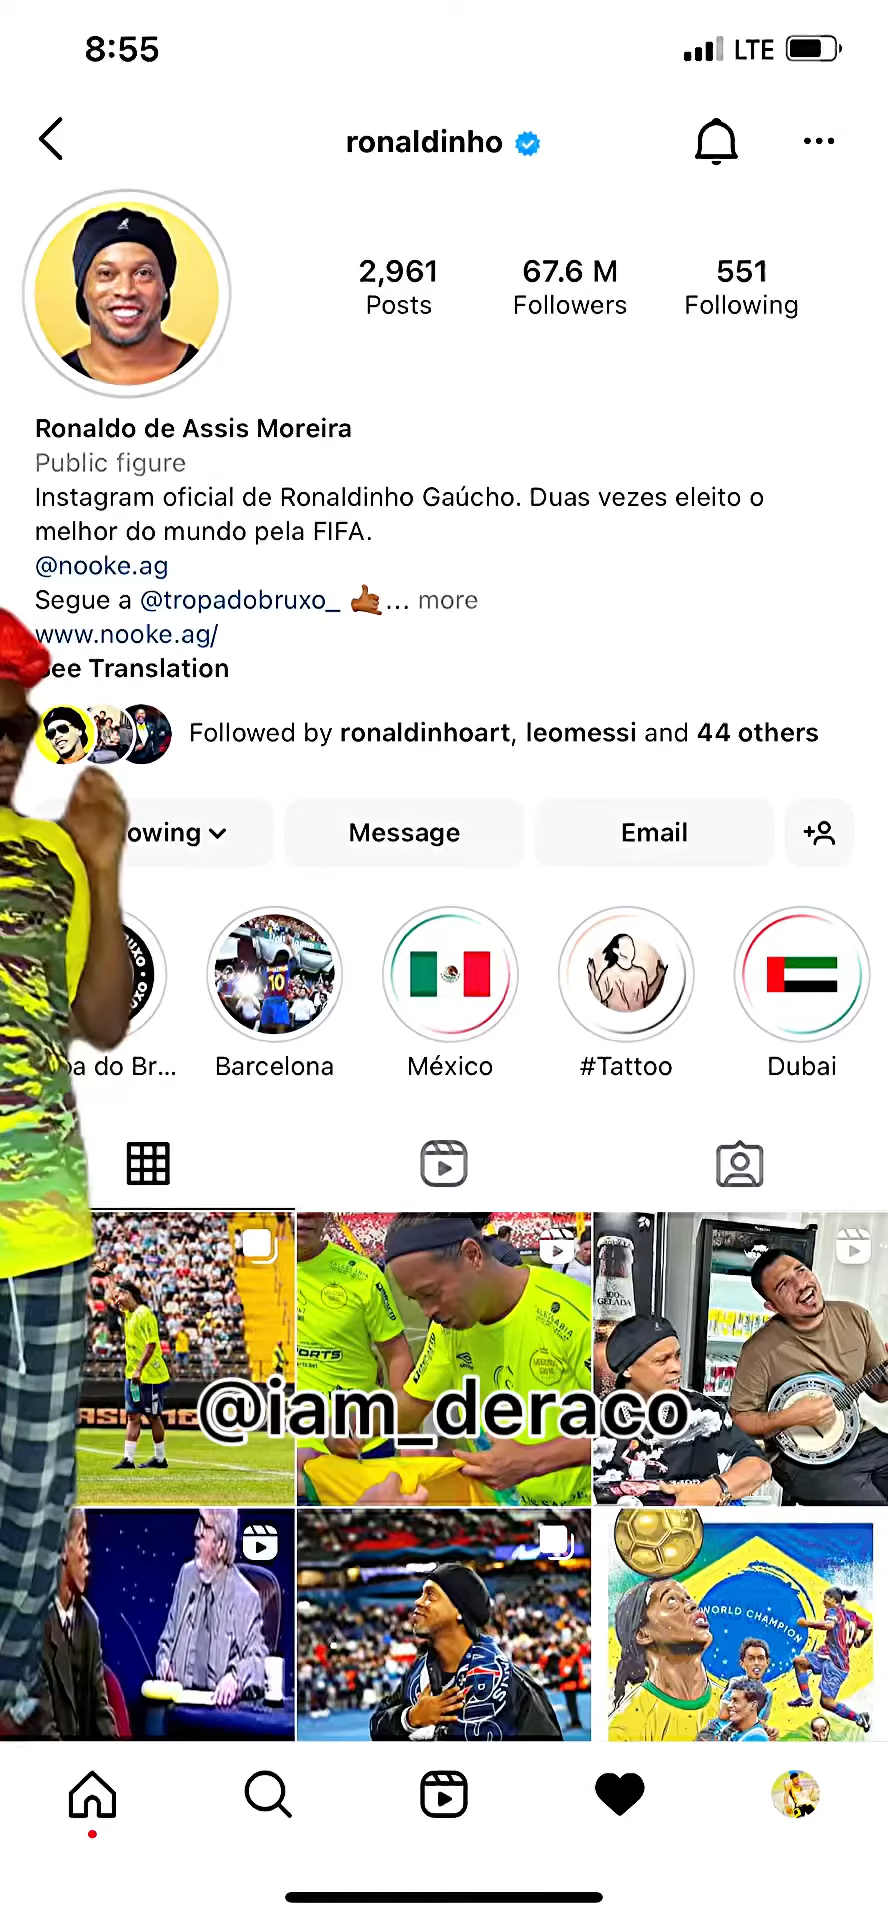 8:55
LTE
ronaldinho
2,961
Posts
67.6 M
Followers
551
Following
Ronaldo de Assis Moreira
Public figure
Instagram oficial de Ronaldinho Gaúcho. Duas vezes eleito o
melhor do mundo pela FIFA.
@nooke.ag
Segue a @tropadobruxo_ 🤙🏾... more
www.nooke.ag/
See Translation
Followed by ronaldinhoart, leomessi and 44 others
owing
Message
Email
a do Br...
Barcelona
México
#Tattoo
Dubai
10
@iam_deraco
WORLD CHAMPION